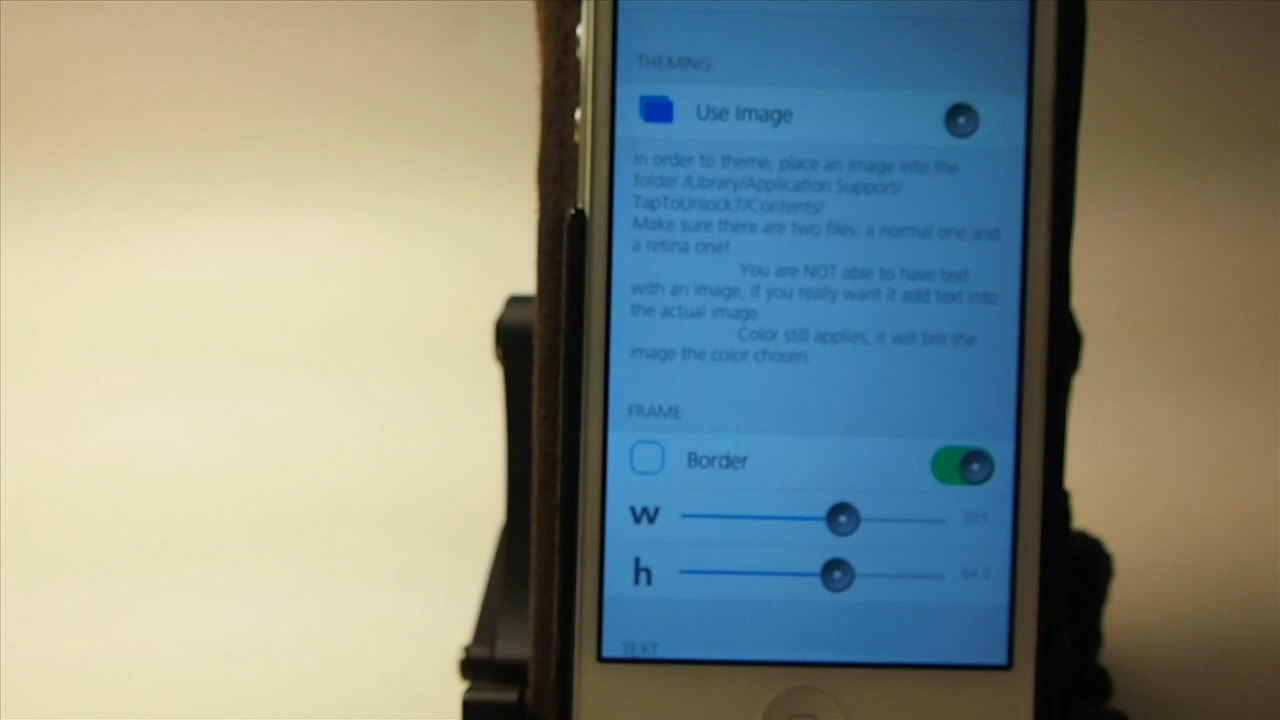 THEMING
Use Image
In order to theme, place an image into the
folder /Library/Application Support/
TapToUnlock7/Contents/
Make sure there are two files: a normal one and
a retina one!
You are NOT able to have text
with an image, if you really want it add text into
the actual image.
Color still applies, it will tint the
image the color chosen.
FRAME
Border
w
h
TEXT